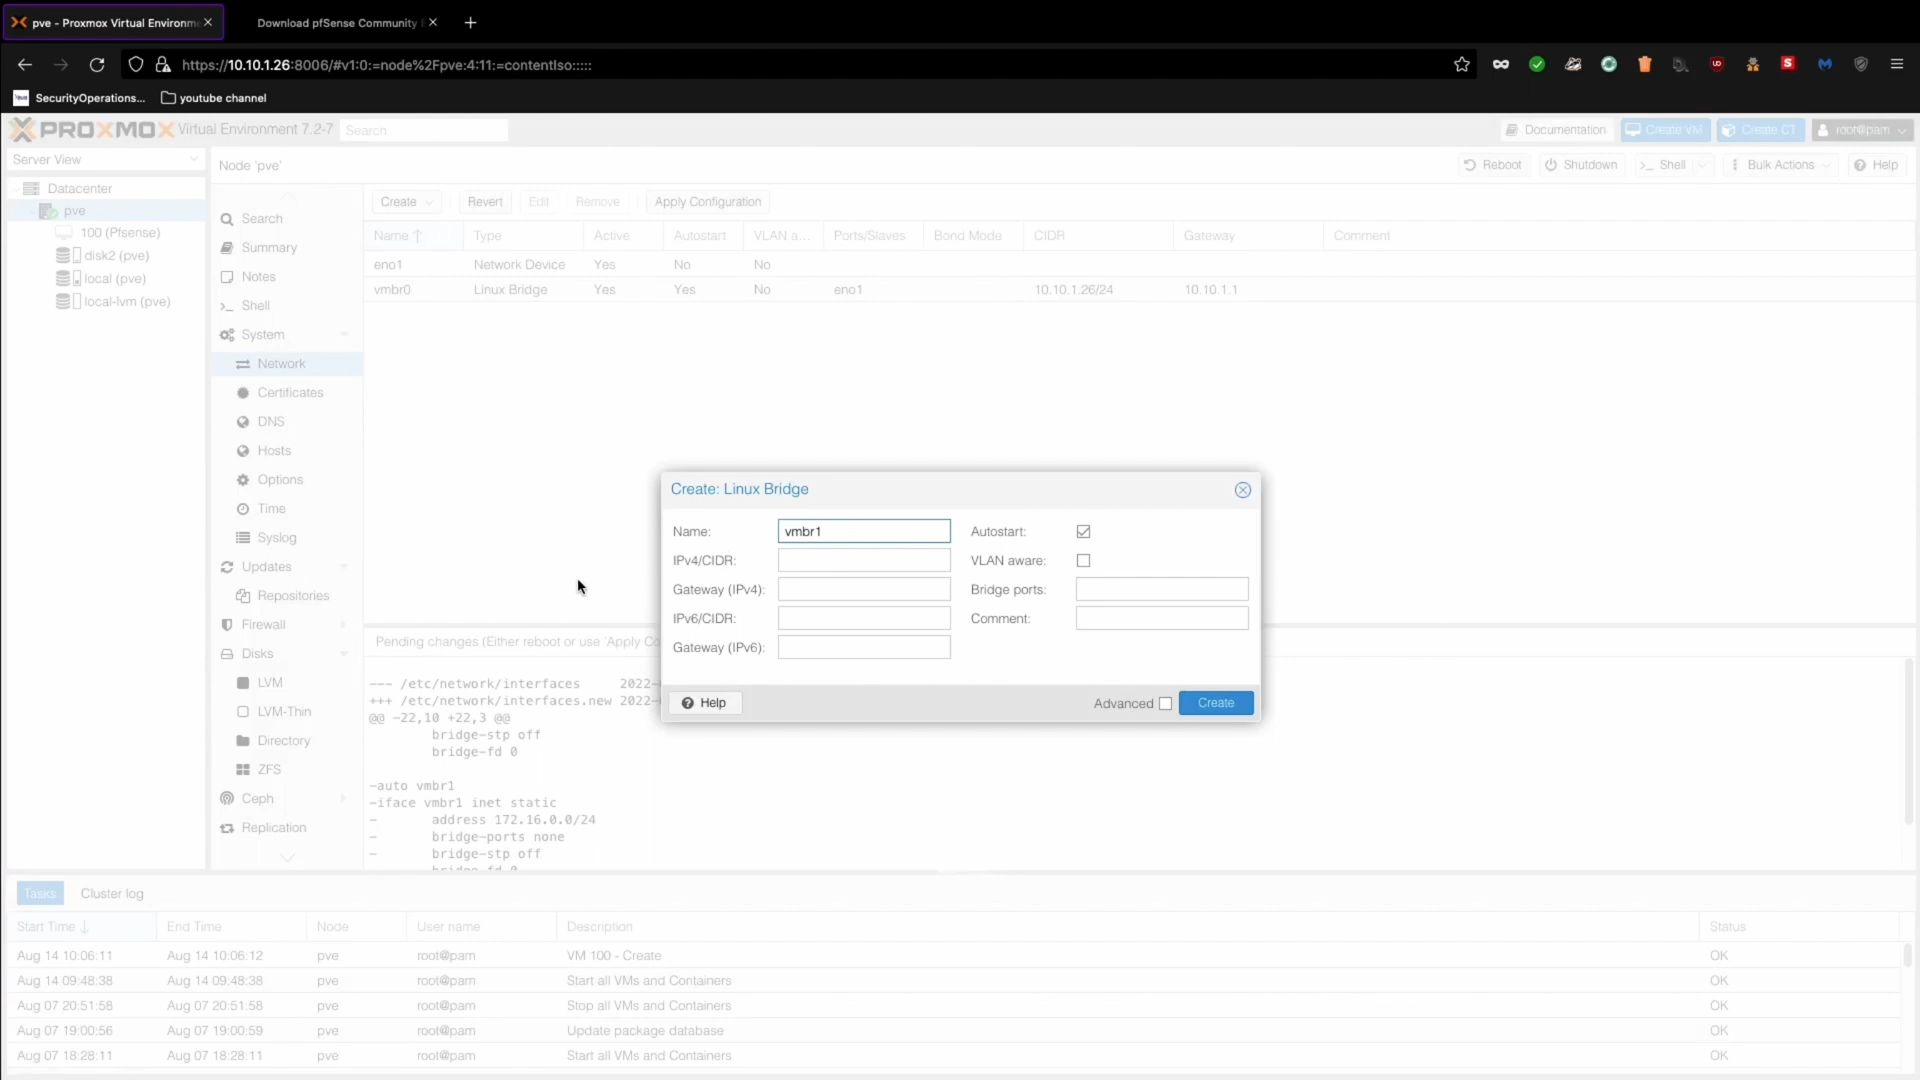 pve - Proxmox Virtual Environm
Download pfSense Community
https://10.10.1.26:8006/#v1:0:=node%2Fpve:4:11:=contentIso:::::
SecurityOperations...
youtube channel
PROXMOX Virtual Environment 7.2-7
Search
Documentation
Create VM
Create CT
root@pam
Server View
Node 'pve'
Reboot
Shutdown
Shell
Bulk Actions
Help
Datacenter
pve
100 (Pfsense)
disk2 (pve)
local (pve)
local-lvm (pve)
Search
Summary
Notes
Shell
System
Network
Certificates
DNS
Hosts
Options
Time
Syslog
Updates
Repositories
Firewall
Disks
LVM
LVM-Thin
Directory
ZFS
Ceph
Replication
Create
Revert
Edit
Remove
Apply Configuration
Name Type Active Autostart VLAN a... Ports/Slaves Bond Mode CIDR Gateway Comment
eno1 Network Device Yes No No
vmbr0 Linux Bridge Yes Yes No eno1 10.10.1.26/24 10.10.1.1
Create: Linux Bridge
Name: vmbr1 Autostart:
IPv4/CIDR: VLAN aware:
Gateway (IPv4): Bridge ports:
IPv6/CIDR: Comment:
Gateway (IPv6):
Help Advanced Create
Pending changes (Either reboot or use 'Apply Co
--- /etc/network/interfaces 2022-
+++ /etc/network/interfaces.new 2022-
@@ -22,10 +22,3 @@
bridge-stp off
bridge-fd 0
-auto vmbr1
-iface vmbr1 inet static
- address 172.16.0.0/24
- bridge-ports none
- bridge-stp off
bridge-fd 0
Tasks
Cluster log
Start Time End Time Node User name Description Status
Aug 14 10:06:11 Aug 14 10:06:12 pve root@pam VM 100 - Create OK
Aug 14 09:48:38 Aug 14 09:48:38 pve root@pam Start all VMs and Containers OK
Aug 07 20:51:58 Aug 07 20:51:58 pve root@pam Stop all VMs and Containers OK
Aug 07 19:00:56 Aug 07 19:00:59 pve root@pam Update package database OK
Aug 07 18:28:11 Aug 07 18:28:11 pve root@pam Start all VMs and Containers OK